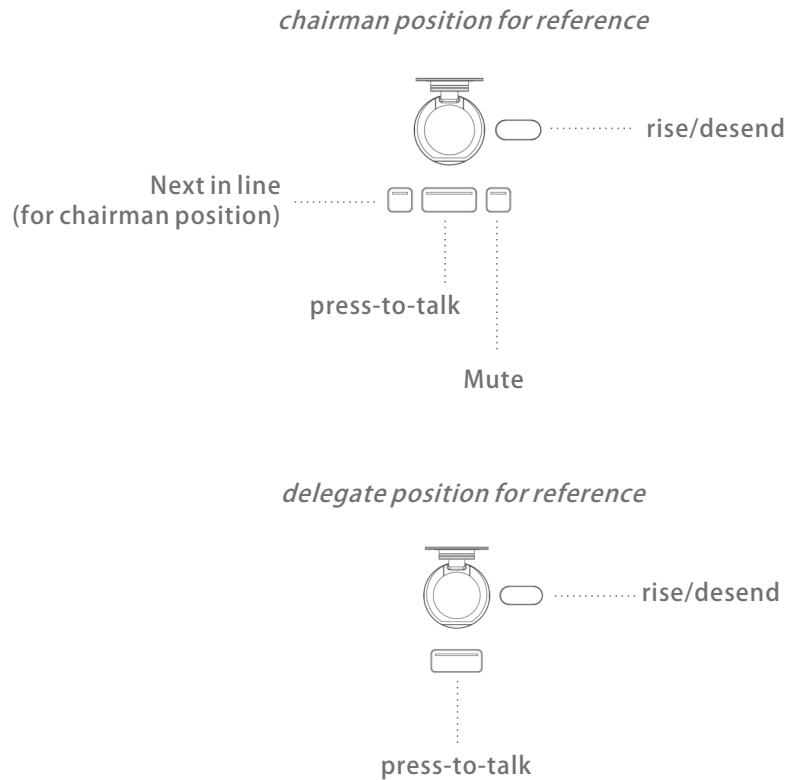 chairman position for reference
rise/desend
Next in line
(for chairman position)
press-to-talk
Mute
delegate position for reference
rise/desend
press-to-talk